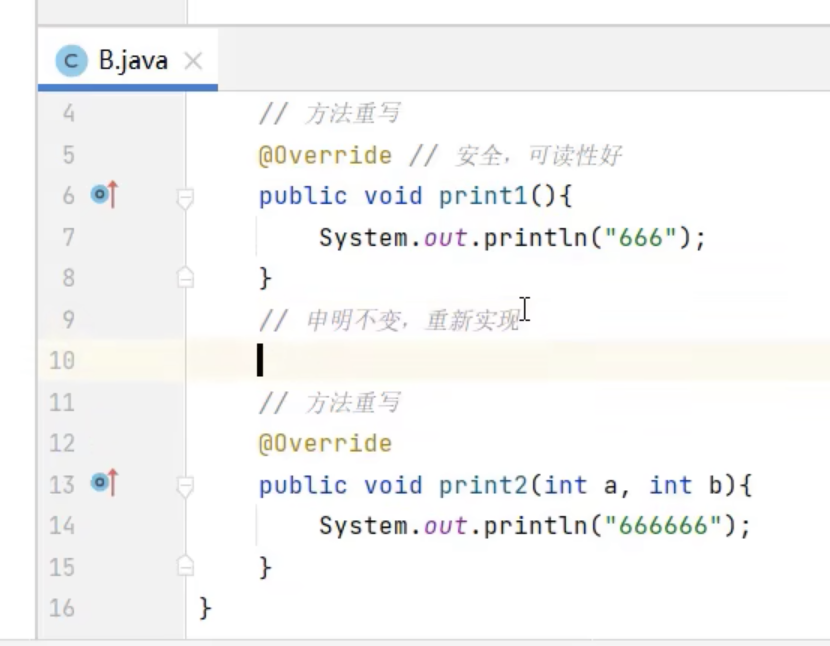 B.java
4 // 方法重写
5 @Override // 安全，可读性好
6 public void print1(){
7 System.out.println("666");
8 }
9 // 申明不变，重新实现
10
11 // 方法重写
12 @Override
13 public void print2(int a, int b){
14 System.out.println("666666");
15 }
16 }